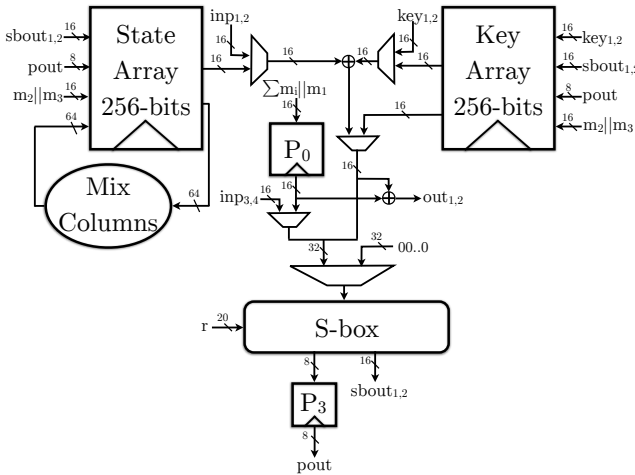 sbout1,2
16
pout
8
m2||m3
16
64
State
Array
256-bits
Mix
Columns
64
inp1,2
16
16
16
∑mi||m1
16
P0
16
inp3,4
16
key1,2
16
16
16
16
16
Key
Array
256-bits
16
key1,2
16
sbout1,2
8
pout
16
m2||m3
out1,2
32
32
00..0
r
20
S-box
8
16
sbout1,2
P3
8
pout